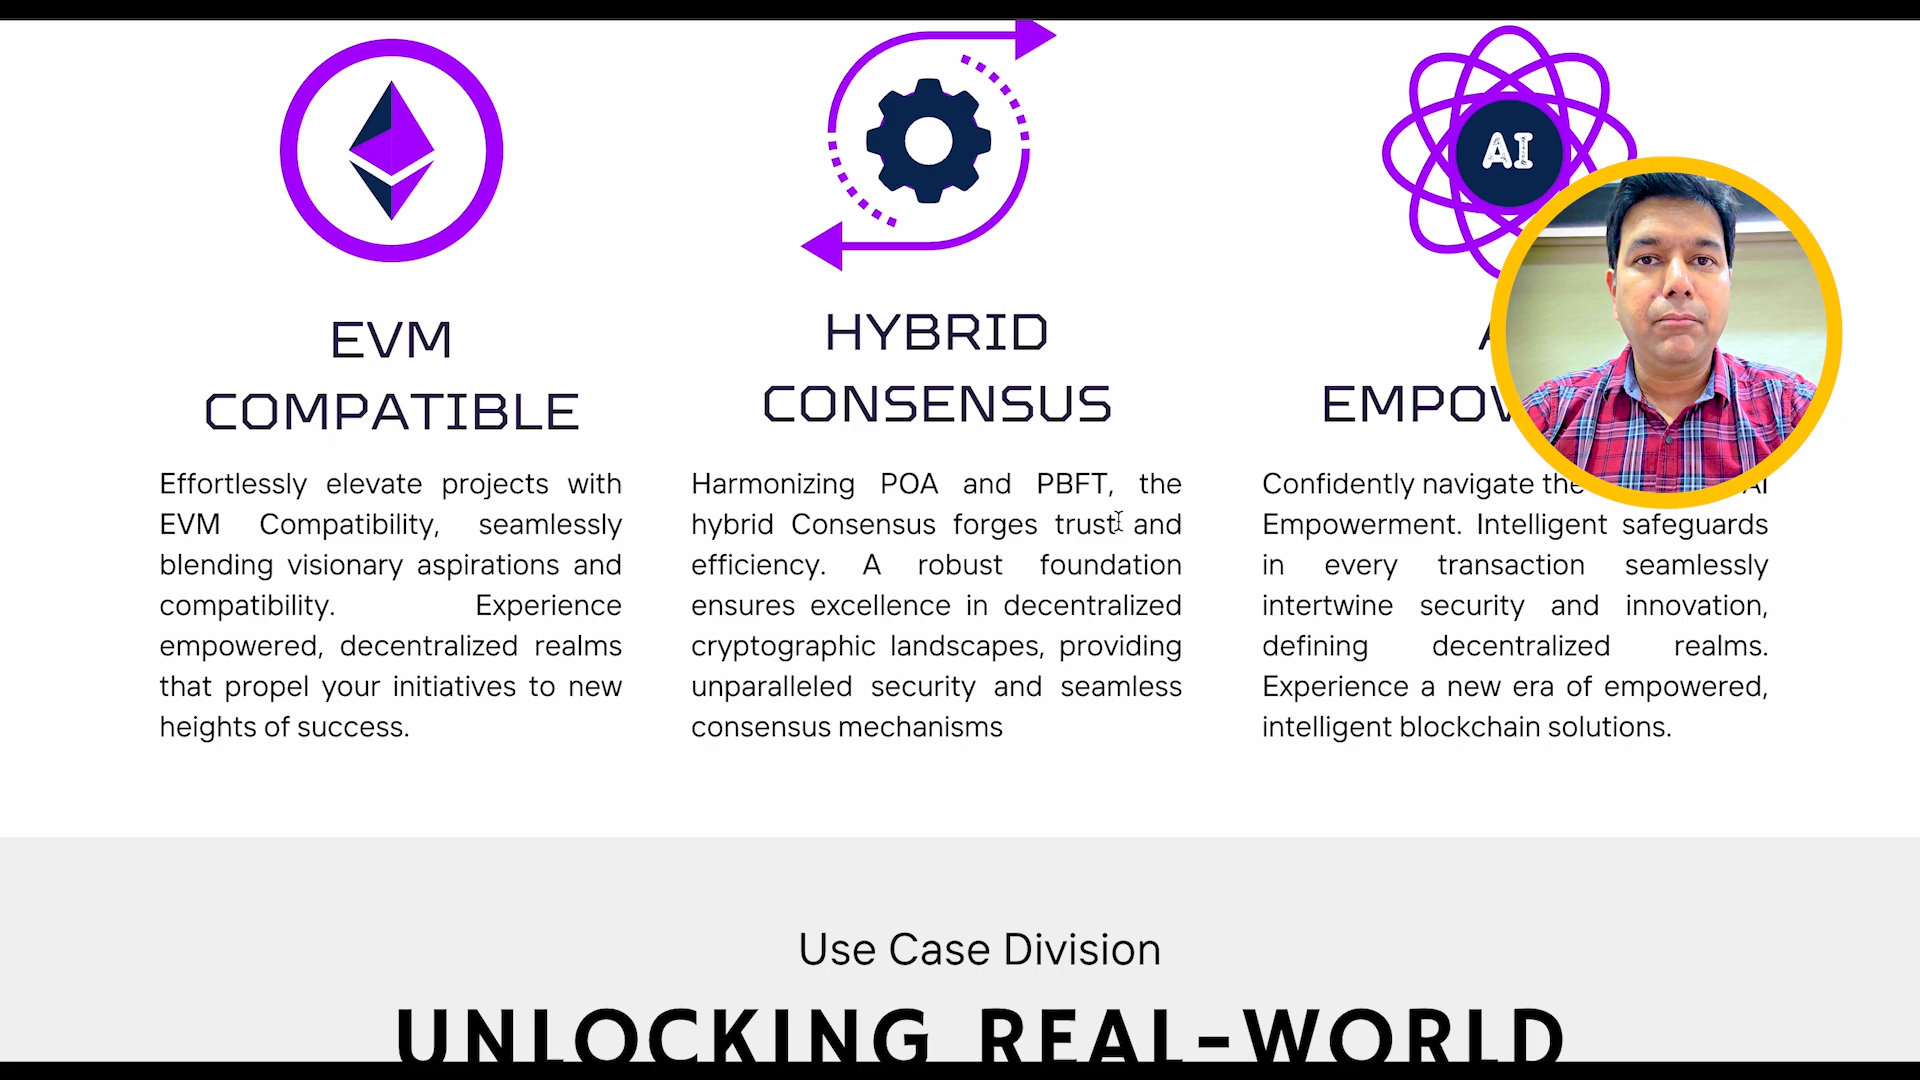 AI
EVM
COMPATIBLE
Effortlessly elevate projects with
EVM Compatibility, seamlessly
blending visionary aspirations and
compatibility. Experience
empowered, decentralized realms
that propel your initiatives to new
heights of success.
HYBRID
CONSENSUS
Harmonizing POA and PBFT, the
hybrid Consensus forges trust and
efficiency. A robust foundation
ensures excellence in decentralized
cryptographic landscapes, providing
unparalleled security and seamless
consensus mechanisms
Confidently navigate the AI
Empowerment. Intelligent safeguards
in every transaction seamlessly
intertwine security and innovation,
defining decentralized realms.
Experience a new era of empowered,
intelligent blockchain solutions.
Use Case Division
UNLOCKING REAL-WORLD